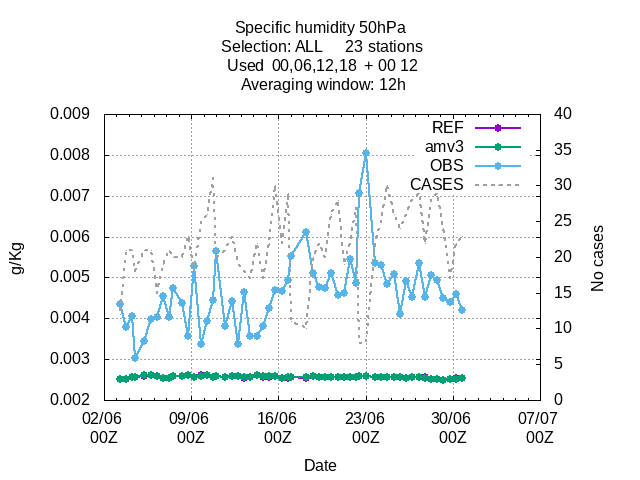 Specific humidity 50hPa
Selection: ALL 23 stations
Used 00,06,12,18 + 00 12
Averaging window: 12h
0.009
0.008
0.007
0.006
0.005
0.004
0.003
0.002
g/Kg
40
35
30
25
20
15
10
5
0
No cases
REF
amv3
OBS
CASES
02/06 09/06 16/06 23/06 30/06 07/07
00Z 00Z 00Z 00Z 00Z 00Z
Date